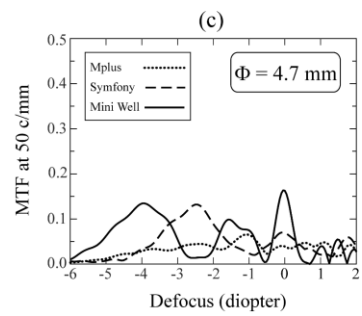 (c)
0.5
0.4
0.3
0.2
0.1
0.0
MTF at 50 c/mm
Mplus
Symfony
Mini Well
Φ = 4.7 mm
-6 -5 -4 -3 -2 -1 0 1 2
Defocus (diopter)